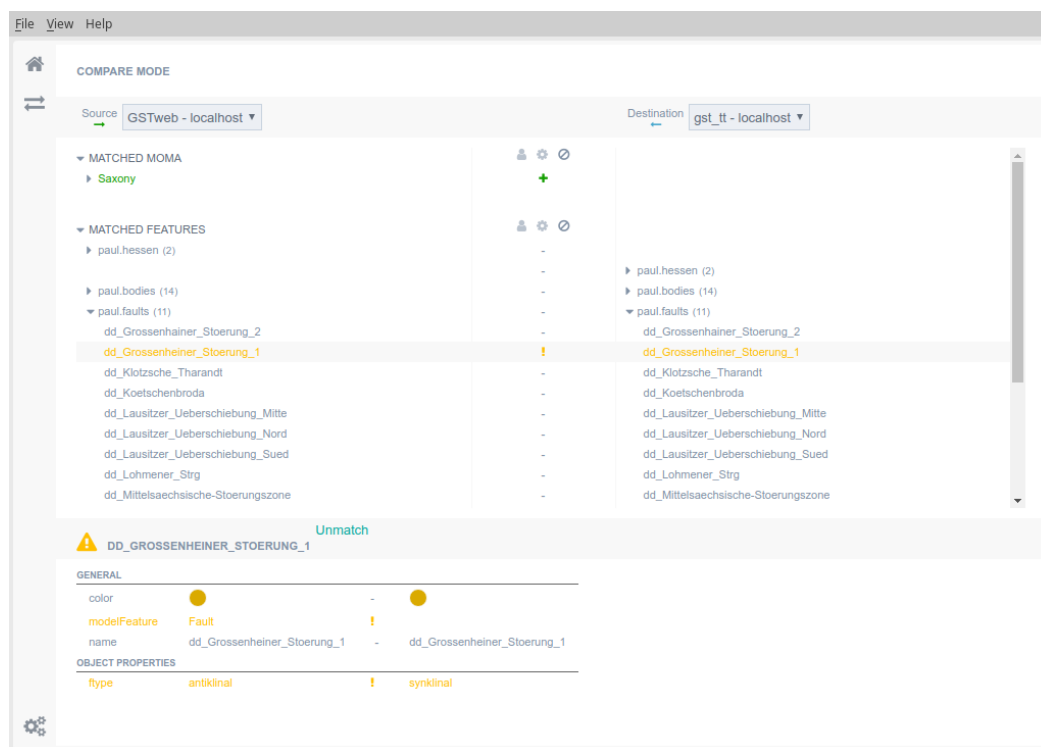 File View Help
COMPARE MODE
Source GSTweb - localhost Destination gst_tt - localhost
MATCHED MOMA
Saxony +
MATCHED FEATURES
paul.hessen (2) -
- paul.hessen (2)
paul.bodies (14) - paul.bodies (14)
paul.faults (11) - paul.faults (11)
dd_Grossenhainer_Stoerung_2 - dd_Grossenhainer_Stoerung_2
dd_Grossenheiner_Stoerung_1 ! dd_Grossenheiner_Stoerung_1
dd_Klotzsche_Tharandt - dd_Klotzsche_Tharandt
dd_Koetschenbroda - dd_Koetschenbroda
dd_Lausitzer_Ueberschiebung_Mitte - dd_Lausitzer_Ueberschiebung_Mitte
dd_Lausitzer_Ueberschiebung_Nord - dd_Lausitzer_Ueberschiebung_Nord
dd_Lausitzer_Ueberschiebung_Sued - dd_Lausitzer_Ueberschiebung_Sued
dd_Lohmener_Strg - dd_Lohmener_Strg
dd_Mittelsaechsische-Stoerungszone - dd_Mittelsaechsische-Stoerungszone
Unmatch
DD_GROSSENHEINER_STOERUNG_1
GENERAL
color -
modelFeature Fault !
name dd_Grossenheiner_Stoerung_1 - dd_Grossenheiner_Stoerung_1
OBJECT PROPERTIES
ftype antiklinal ! synklinal